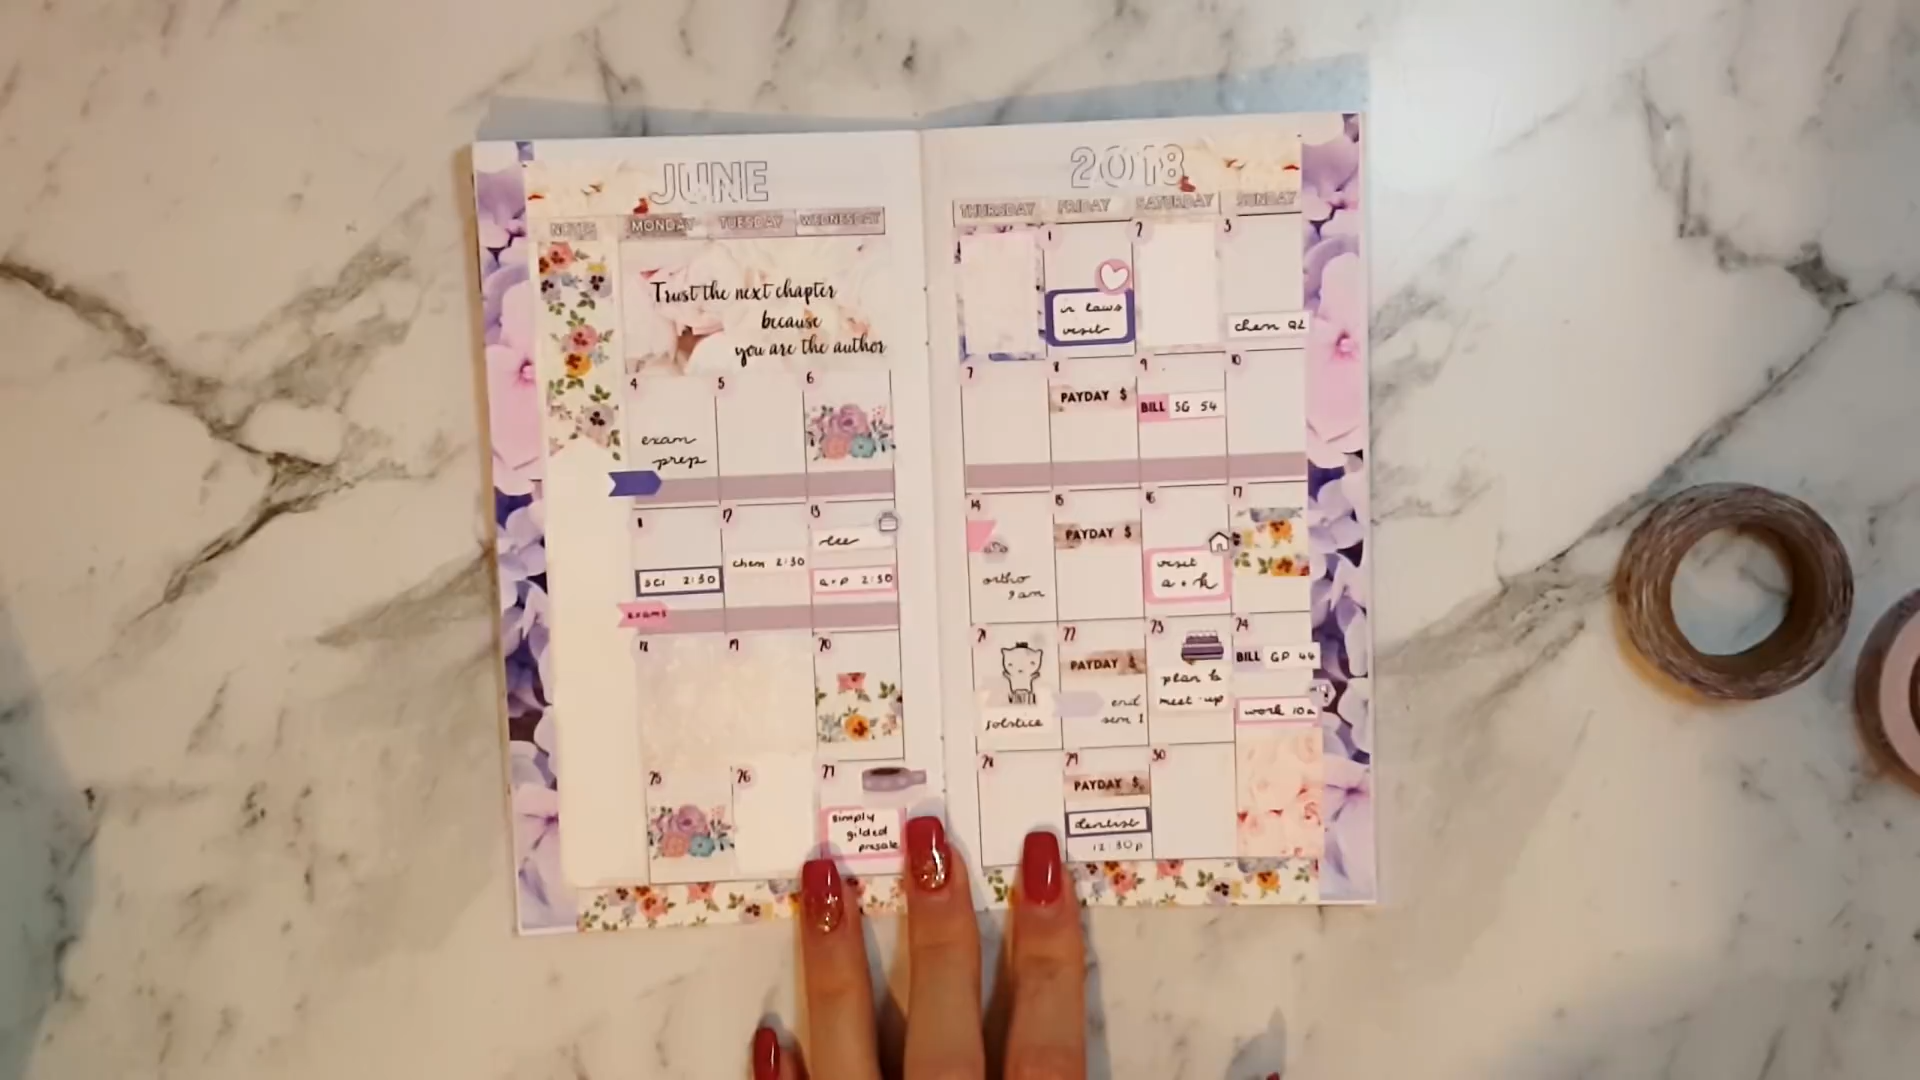 JUNE
2018
NOTES MONDAY TUESDAY WEDNESDAY
THURSDAY FRIDAY SATURDAY SUNDAY
Trust the next chapter
because
you are the author
1 2 3
in laws
visit
chem Q2
4 5 6
exam
prep
7 8 9 10
PAYDAY $
BILL SG 54
13
sci 2:30
chem 2:30
a+p 2:30
exams
14 15 16 17
ortho
9am
PAYDAY $
visit
a + k
18 19 20
21 22 23 24
WINTER
solstice
PAYDAY $
end
sem 1
plan b
meet-up
BILL GP 44
work 10a
25 26 27
simply
gilded
presale
28 29 30
PAYDAY $
dentist
12:30p